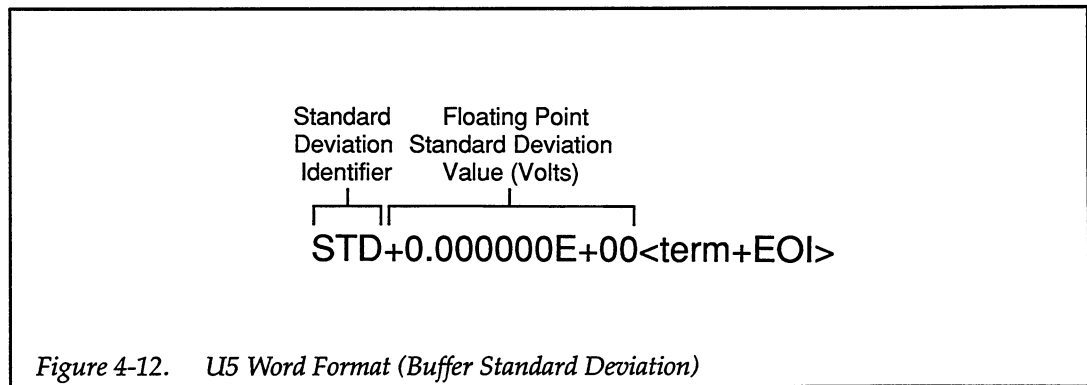 Standard Floating Point
Deviation Standard Deviation
Identifier Value (Volts)
STD+0.000000E+00<term+EOI>
Figure 4-12. U5 Word Format (Buffer Standard Deviation)